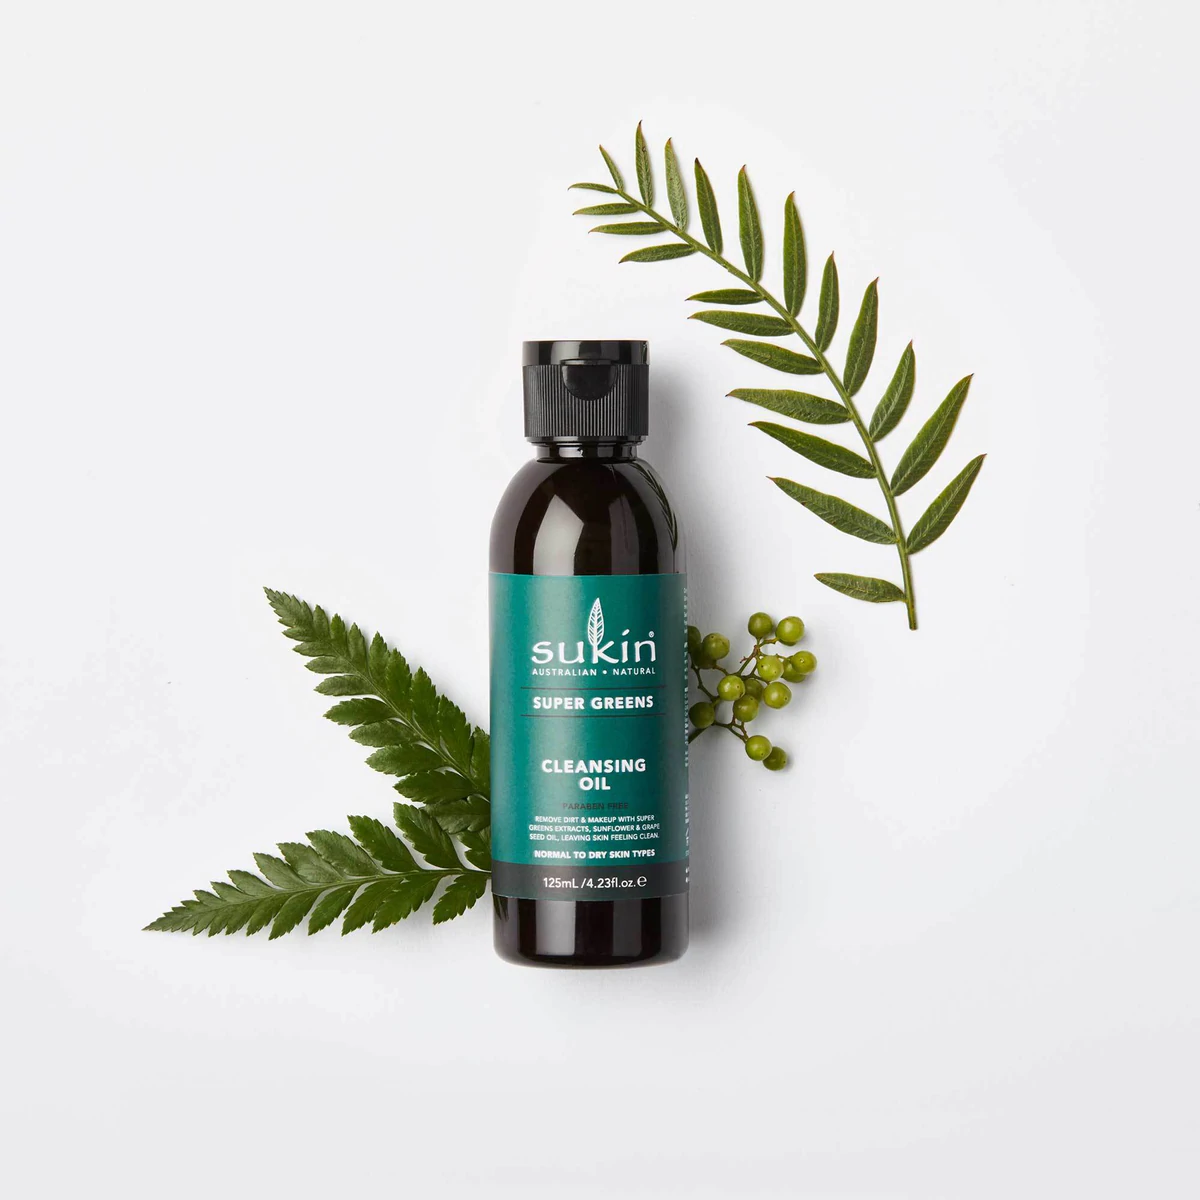 sukin®
AUSTRALIAN • NATURAL
SUPER GREENS
CLEANSING
OIL
PARABEN FREE
REMOVE DIRT & MAKEUP WITH SUPER
GREENS EXTRACTS, SUNFLOWER & GRAPE
SEED OIL, LEAVING SKIN FEELING CLEAN.
NORMAL TO DRY SKIN TYPES
125mL /4.23fl.oz.℮